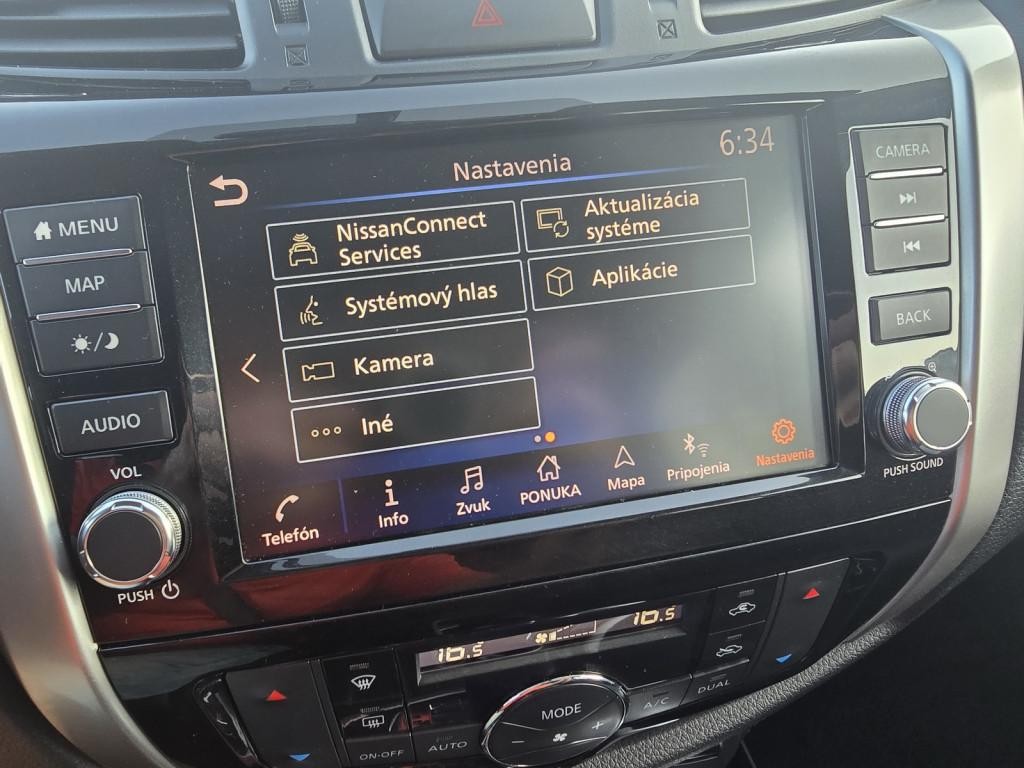 6:34
Nastavenia
CAMERA
MENU
NissanConnect
Services
Aktualizácia
systéme
MAP
Systémový hlas
Aplikácie
BACK
Kamera
AUDIO
Iné
VOL
PUSH
Telefón
Info
Zvuk
PONUKA
Mapa
Pripojenia
Nastavenia
PUSH SOUND
16.5
16.5
MODE
ON-OFF
AUTO
A/C
DUAL